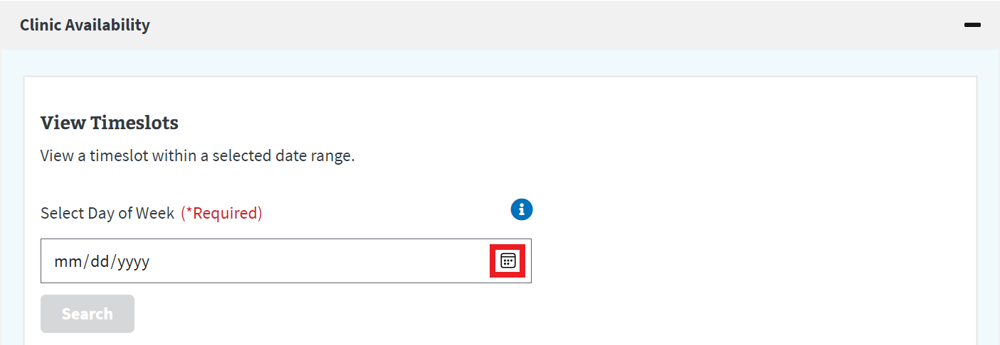 Clinic Availability
View Timeslots
View a timeslot within a selected date range.
Select Day of Week (*Required)
mm/dd/yyyy
Search